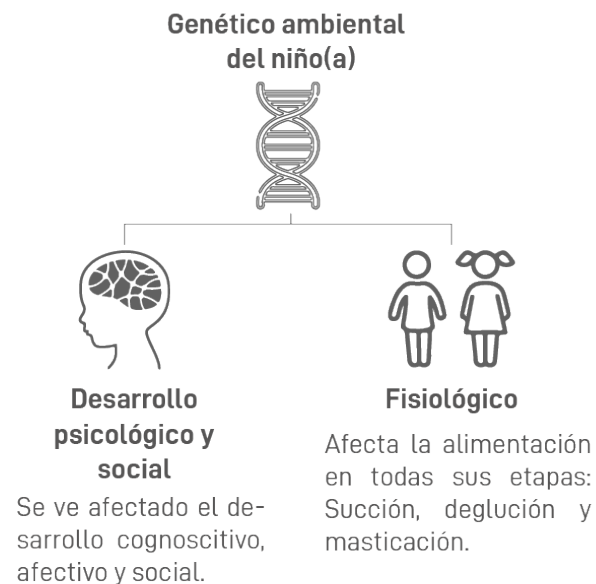 Genético ambiental
del niño(a)
Desarrollo
psicológico y
social
Se ve afectado el de-
sarrollo cognoscitivo,
afectivo y social.
Fisiológico
Afecta la alimentación
en todas sus etapas:
Succión, deglución y
masticación.